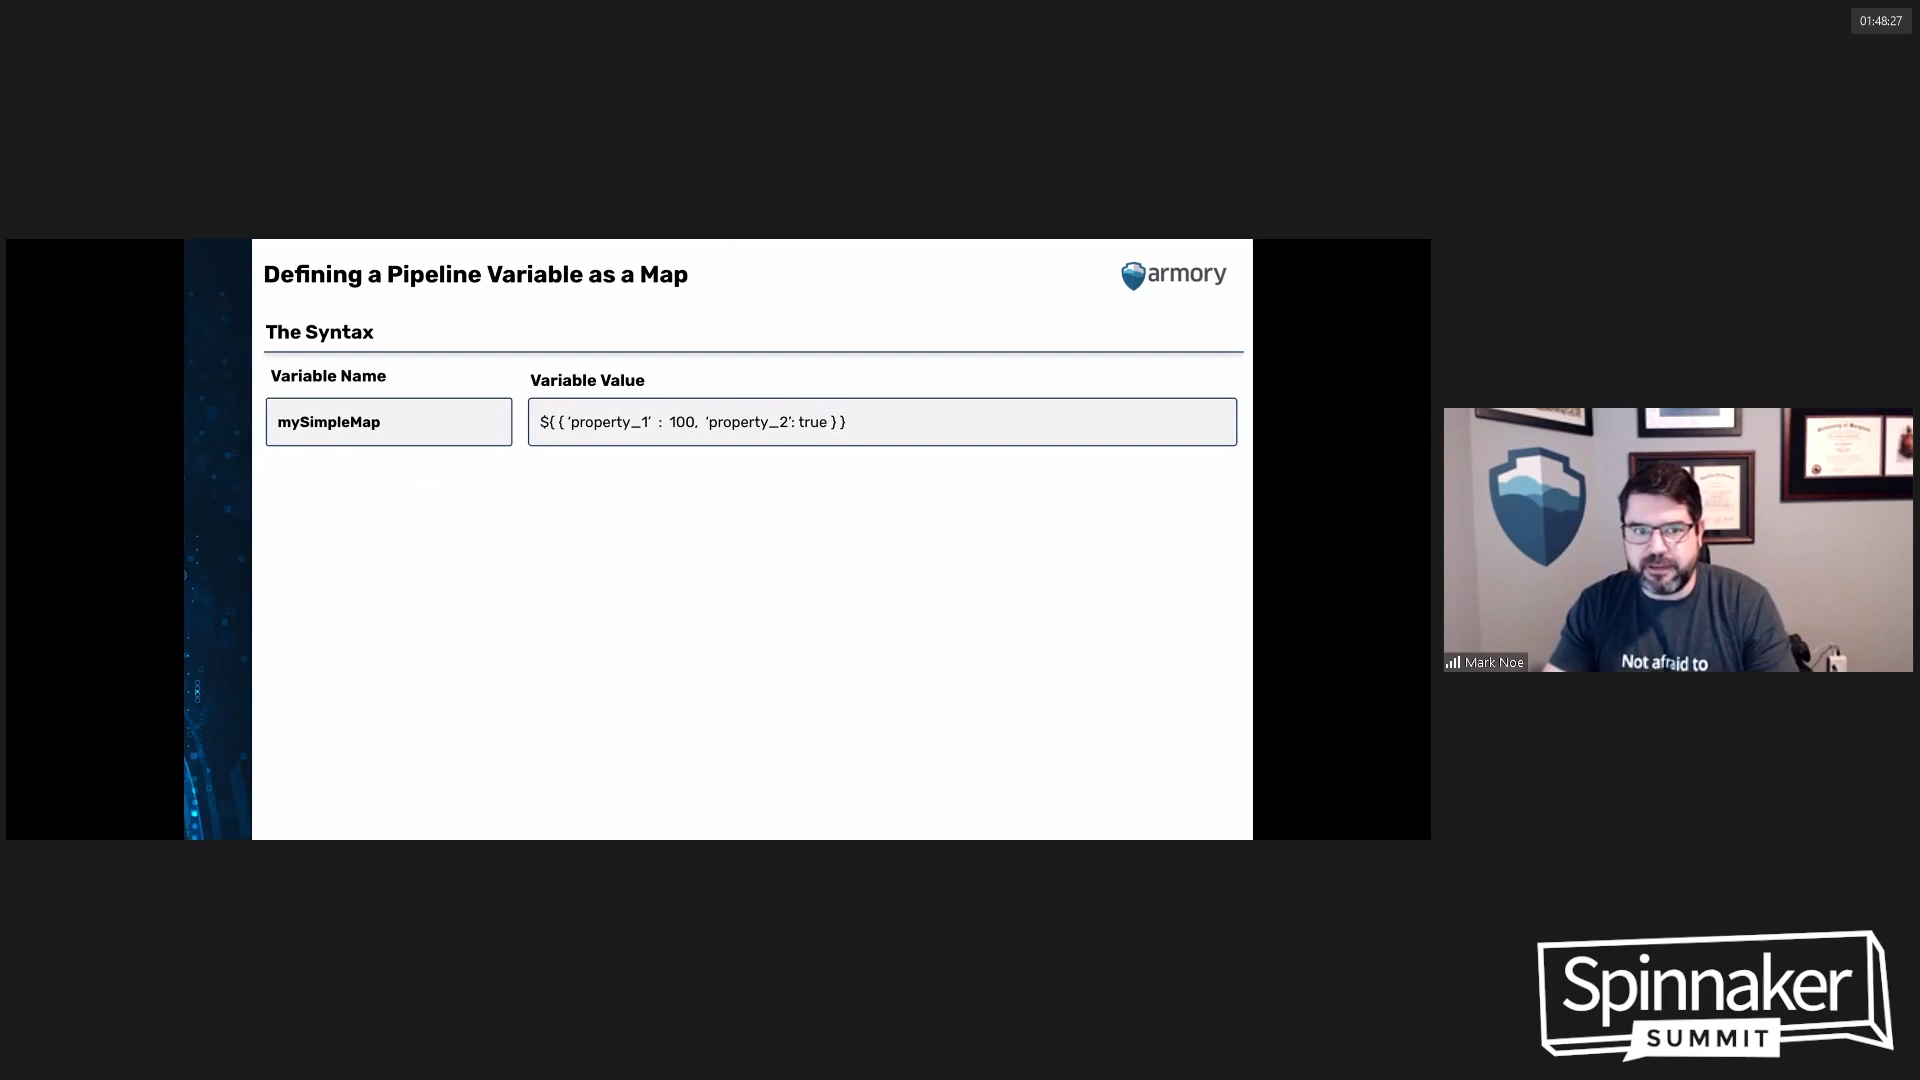 01:48:27
Defining a Pipeline Variable as a Map
armory
The Syntax
Variable Name
Variable Value
mySimpleMap
${ { ‘property_1’ : 100, ‘property_2’: true } }
Not afraid to
Mark Noe
Spinnaker
SUMMIT